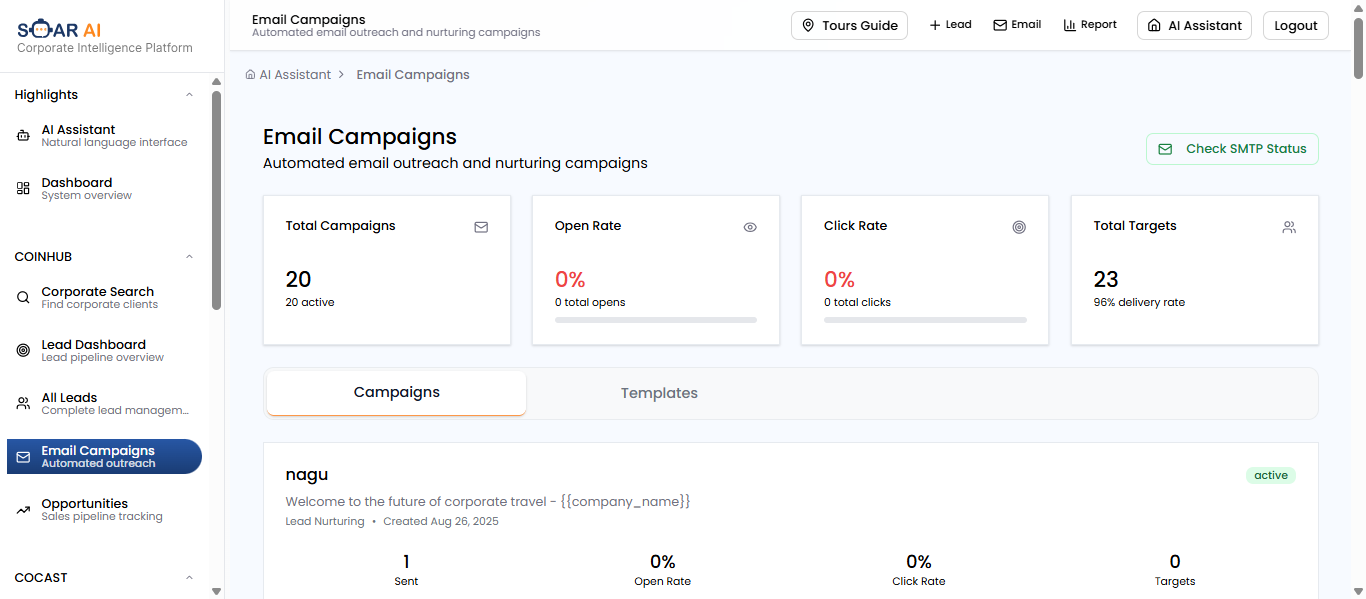 SOAR AI
Corporate Intelligence Platform
Highlights
AI Assistant
Natural language interface
Dashboard
System overview
COINHUB
Corporate Search
Find corporate clients
Lead Dashboard
Lead pipeline overview
All Leads
Complete lead managem...
Email Campaigns
Automated outreach
Opportunities
Sales pipeline tracking
COCAST
Email Campaigns
Automated email outreach and nurturing campaigns
Tours Guide
Lead
Email
Report
AI Assistant
Logout
AI Assistant > Email Campaigns
Email Campaigns
Automated email outreach and nurturing campaigns
Check SMTP Status
Total Campaigns
20
20 active
Open Rate
0%
0 total opens
Click Rate
0%
0 total clicks
Total Targets
23
96% delivery rate
Campaigns
Templates
nagu
active
Welcome to the future of corporate travel - {{company_name}}
Lead Nurturing • Created Aug 26, 2025
1
Sent
0%
Open Rate
0%
Click Rate
0
Targets